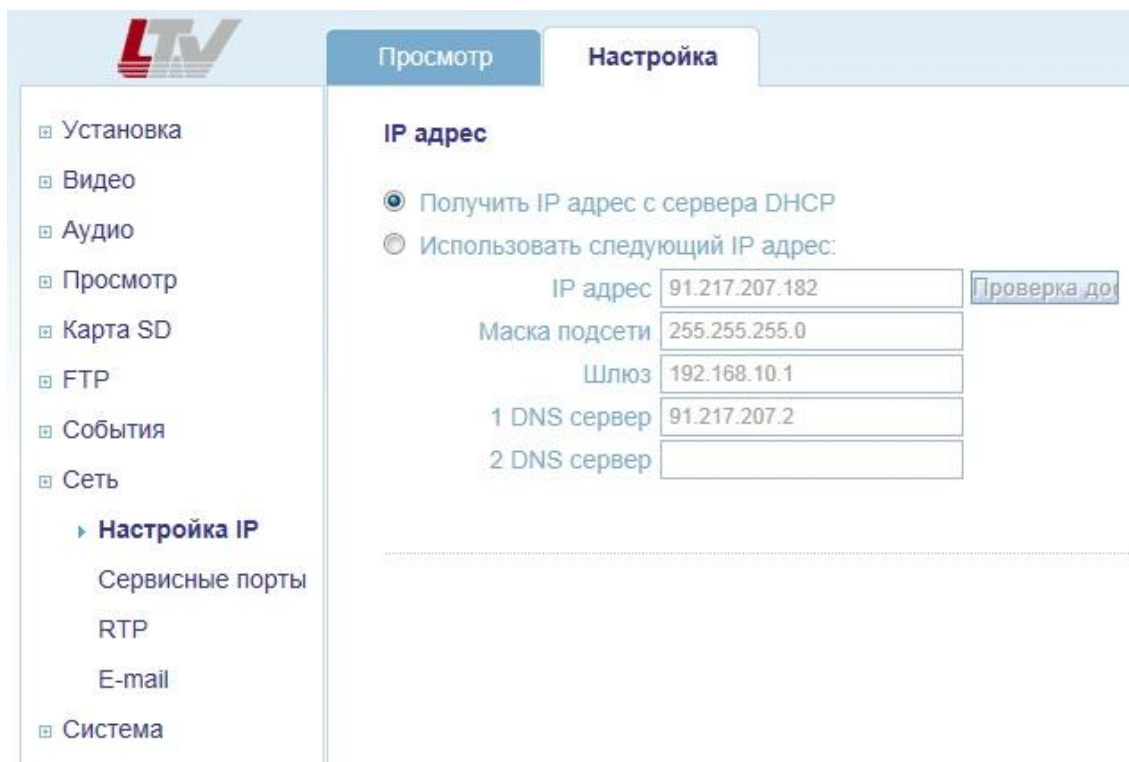 LTV
Просмотр
Настройка
Установка
Видео
Аудио
Просмотр
Карта SD
FTP
События
Сеть
Настройка IP
Сервисные порты
RTP
E-mail
Система
IP адрес
Получить IP адрес с сервера DHCP
Использовать следующий IP адрес:
IP адрес 91.217.207.182 Проверка
Маска подсети 255.255.255.0
Шлюз 192.168.10.1
1 DNS сервер 91.217.207.2
2 DNS сервер